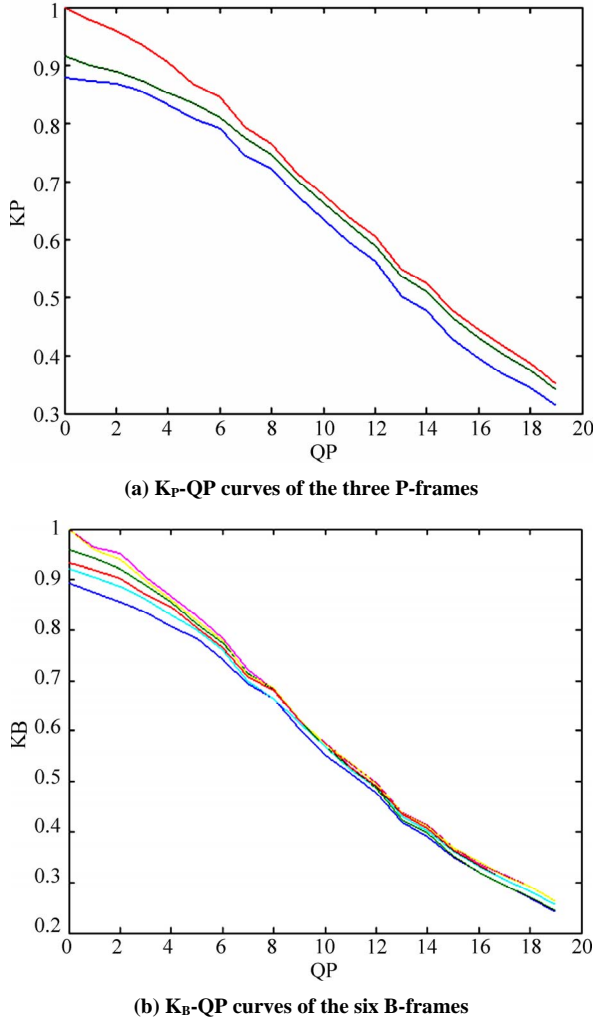 1
0.9
0.8
0.7
0.6
0.5
0.4
0.3
KP
0 2 4 6 8 10 12 14 16 18 20
QP
(a) KP-QP curves of the three P-frames
1
0.9
0.8
0.7
0.6
0.5
0.4
0.3
0.2
KB
0 2 4 6 8 10 12 14 16 18 20
QP
(b) KB-QP curves of the six B-frames